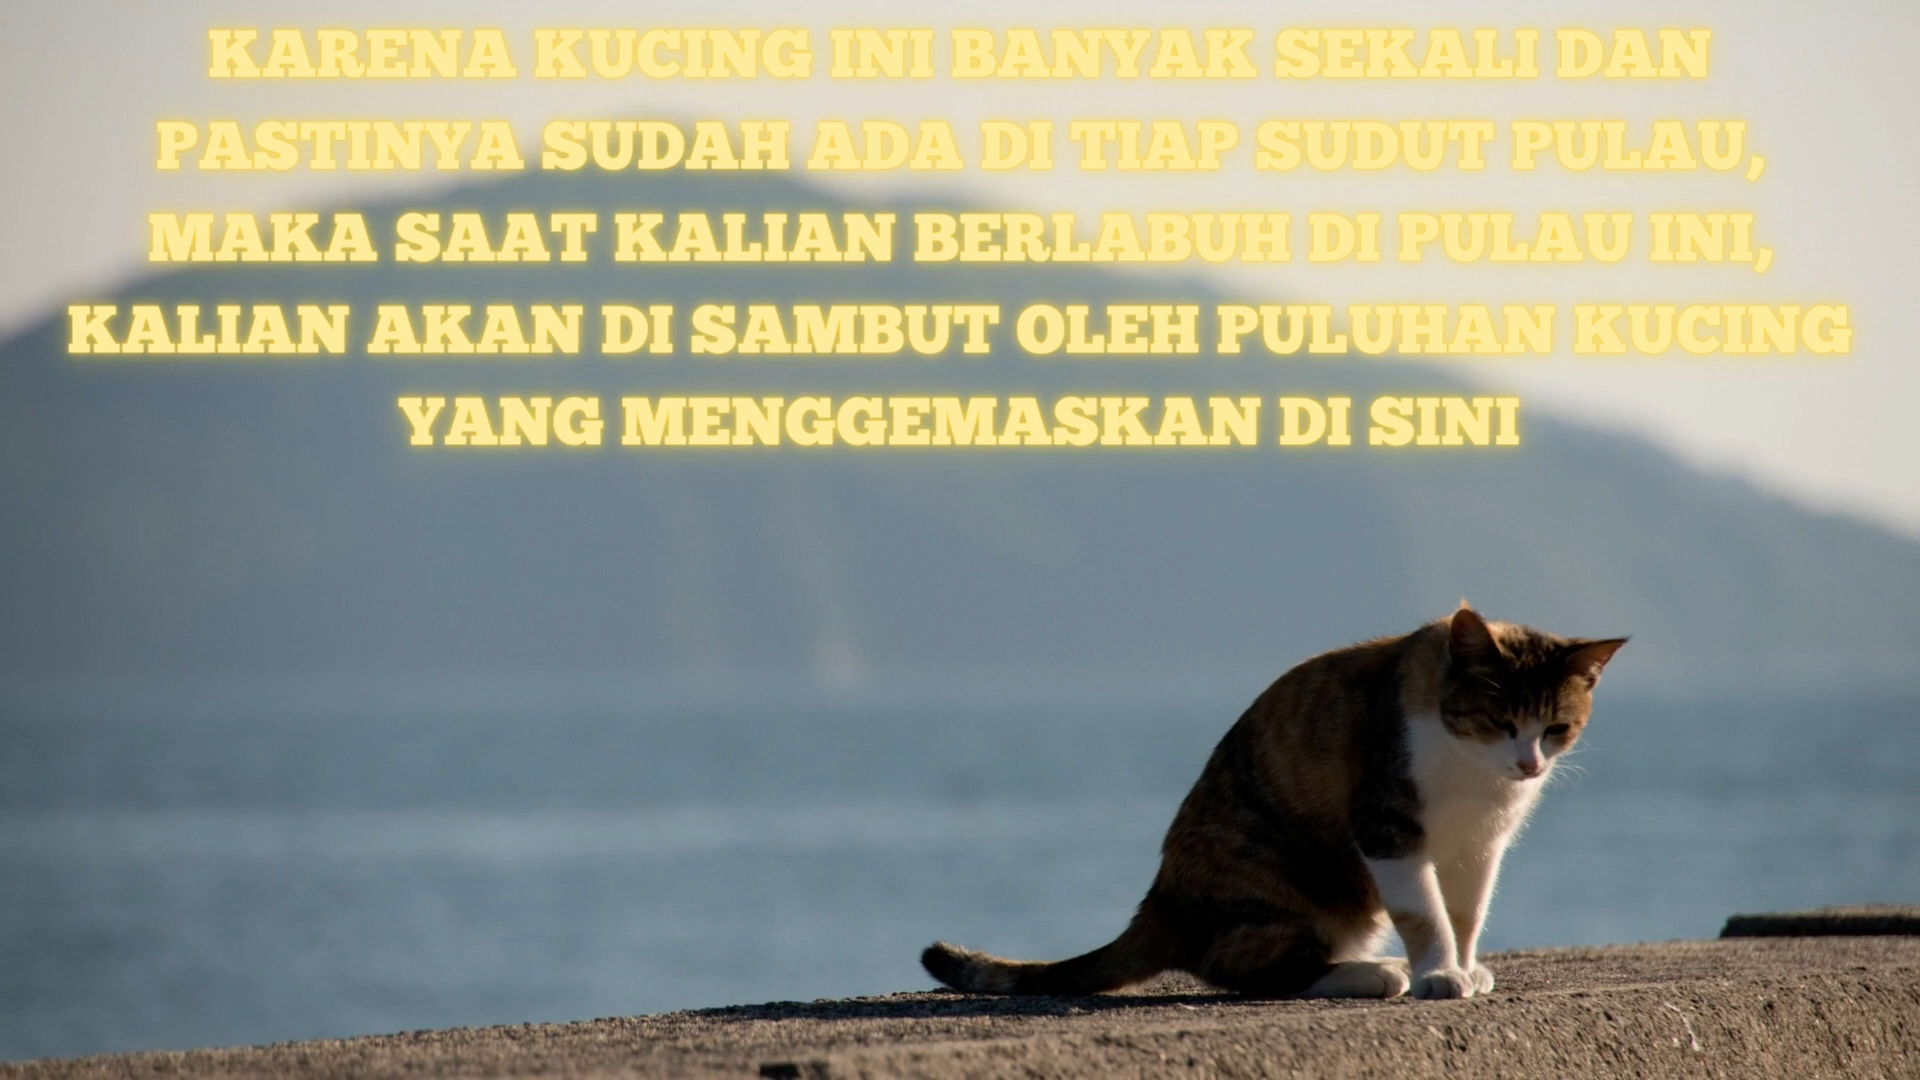 KARENA KUCING INI BANYAK SEKALI DAN
PASTINYA SUDAH ADA DI TIAP SUDUT PULAU,
MAKA SAAT KALIAN BERLABUH DI PULAU INI,
KALIAN AKAN DI SAMBUT OLEH PULUHAN KUCING
YANG MENGGEMASKAN DI SINI